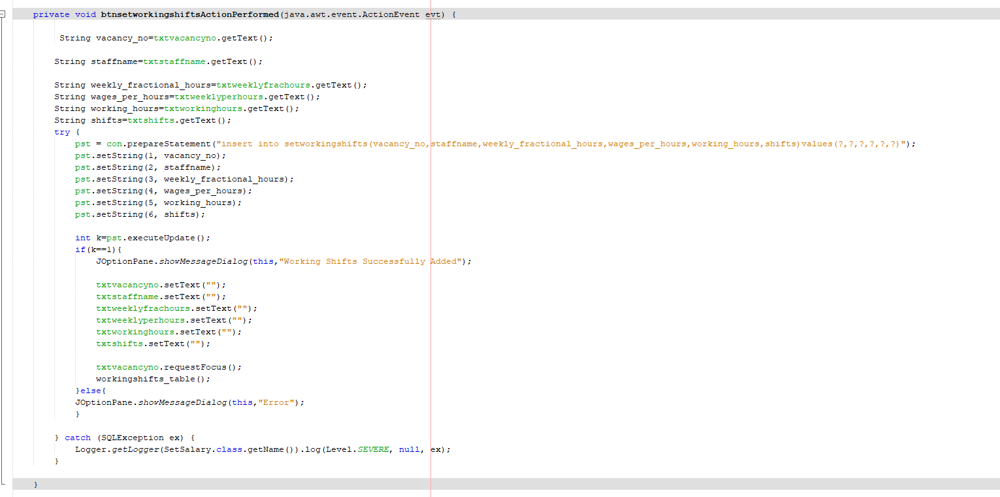 private void btnsetworkingshiftsActionPerformed(java.awt.event.ActionEvent evt) {
String vacancy_no=txtvacancyno.getText();
String staffname=txtstaffname.getText();
String weekly_fractional_hours=txtweeklyfrachours.getText();
String wages_per_hours=txtweeklyperhours.getText();
String working_hours=txtworkinghours.getText();
String shifts=txtshifts.getText();
try {
pst = con.prepareStatement("insert into setworkingshifts(vacancy_no,staffname,weekly_fractional_hours,wages_per_hours,working_hours,shifts)values(?,?,?,?,?,?)");
pst.setString(1, vacancy_no);
pst.setString(2, staffname);
pst.setString(3, weekly_fractional_hours);
pst.setString(4, wages_per_hours);
pst.setString(5, working_hours);
pst.setString(6, shifts);
int k=pst.executeUpdate();
if(k==1){
JOptionPane.showMessageDialog(this,"Working Shifts Successfully Added");
txtvacancyno.setText("");
txtstaffname.setText("");
txtweeklyfrachours.setText("");
txtweeklyperhours.setText("");
txtworkinghours.setText("");
txtshifts.setText("");
txtvacancyno.requestFocus();
workingshifts_table();
}else{
JOptionPane.showMessageDialog(this,"Error");
}
} catch (SQLException ex) {
Logger.getLogger(SetSalary.class.getName()).log(Level.SEVERE, null, ex);
}
}